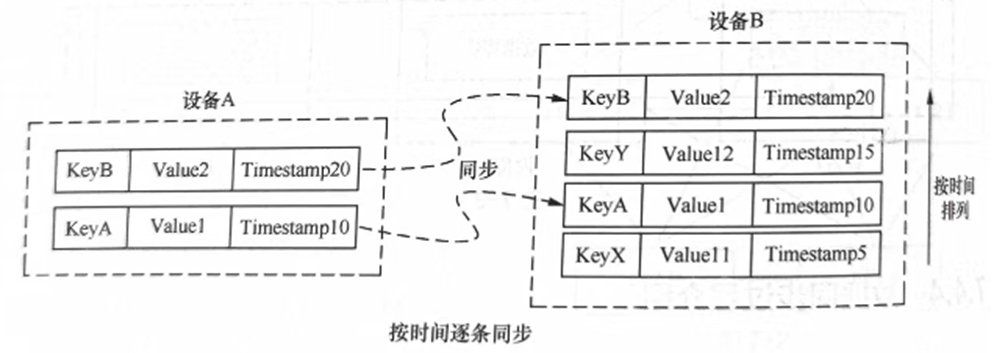 设备B
设备A
KeyB Value2 Timestamp20
KeyY Value12 Timestamp15
KeyA Value1 Timestamp10
KeyX Value11 Timestamp5
KeyB Value2 Timestamp20
KeyA Value1 Timestamp10
同步
按时间
排列
按时间逐条同步